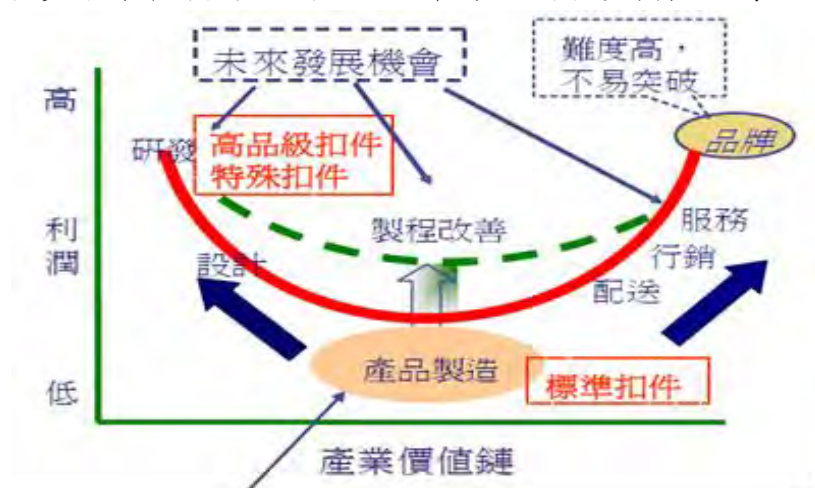 未來發展機會
難度高，
不易突破
高
研發
高品級扣件
特殊扣件
品牌
利
潤
製程改善
服務
設計
行銷
配送
產品製造
標準扣件
低
產業價值鏈